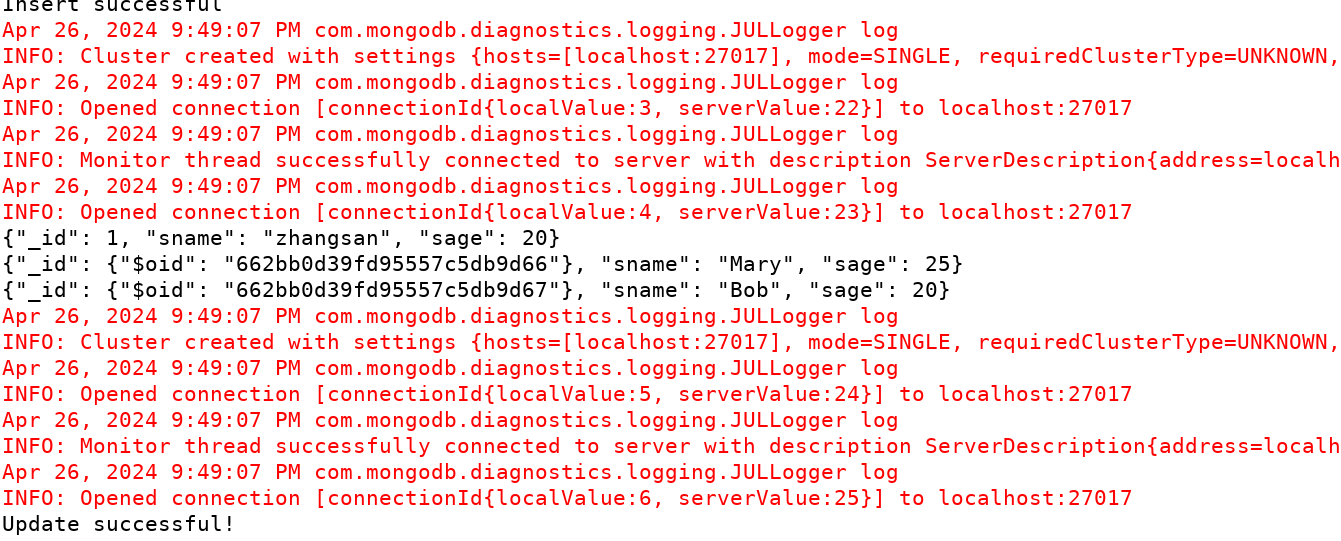 Insert successful
Apr 26, 2024 9:49:07 PM com.mongodb.diagnostics.logging.JULLogger log
INFO: Cluster created with settings {hosts=[localhost:27017], mode=SINGLE, requiredClusterType=UNKNOWN,
Apr 26, 2024 9:49:07 PM com.mongodb.diagnostics.logging.JULLogger log
INFO: Opened connection [connectionId{localValue:3, serverValue:22}] to localhost:27017
Apr 26, 2024 9:49:07 PM com.mongodb.diagnostics.logging.JULLogger log
INFO: Monitor thread successfully connected to server with description ServerDescription{address=localh
Apr 26, 2024 9:49:07 PM com.mongodb.diagnostics.logging.JULLogger log
INFO: Opened connection [connectionId{localValue:4, serverValue:23}] to localhost:27017
{"_id": 1, "sname": "zhangsan", "sage": 20}
{"_id": {"$oid": "662bb0d39fd95557c5db9d66"}, "sname": "Mary", "sage": 25}
{"_id": {"$oid": "662bb0d39fd95557c5db9d67"}, "sname": "Bob", "sage": 20}
Apr 26, 2024 9:49:07 PM com.mongodb.diagnostics.logging.JULLogger log
INFO: Cluster created with settings {hosts=[localhost:27017], mode=SINGLE, requiredClusterType=UNKNOWN,
Apr 26, 2024 9:49:07 PM com.mongodb.diagnostics.logging.JULLogger log
INFO: Opened connection [connectionId{localValue:5, serverValue:24}] to localhost:27017
Apr 26, 2024 9:49:07 PM com.mongodb.diagnostics.logging.JULLogger log
INFO: Monitor thread successfully connected to server with description ServerDescription{address=localh
Apr 26, 2024 9:49:07 PM com.mongodb.diagnostics.logging.JULLogger log
INFO: Opened connection [connectionId{localValue:6, serverValue:25}] to localhost:27017
Update successful!